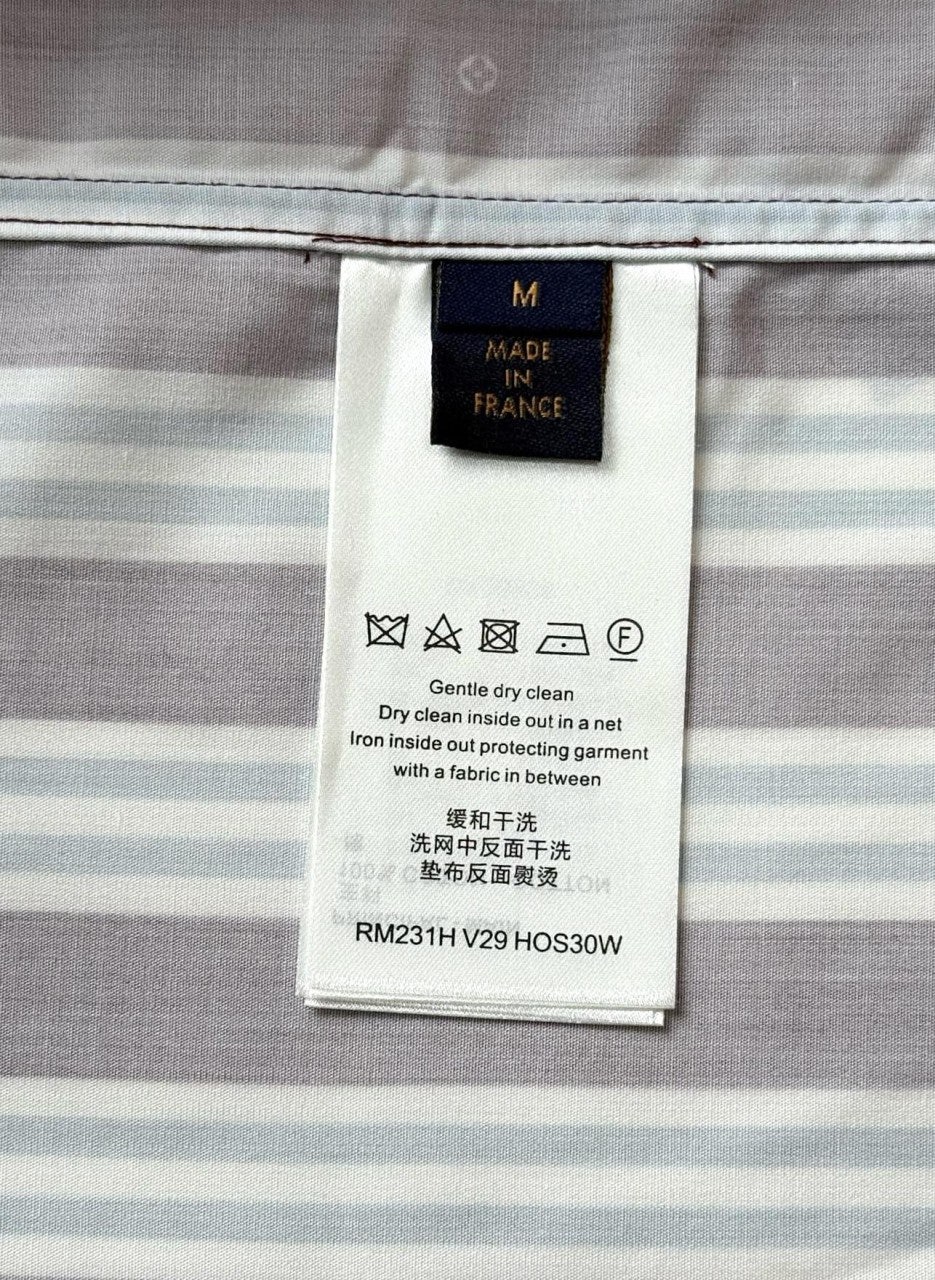 M
MADE
IN
FRANCE
F
Gentle dry clean
Dry clean inside out in a net
Iron inside out protecting garment
with a fabric in between
缓和干洗
洗网中反面干洗
垫布反面熨烫
RM231H V29 HOS30W